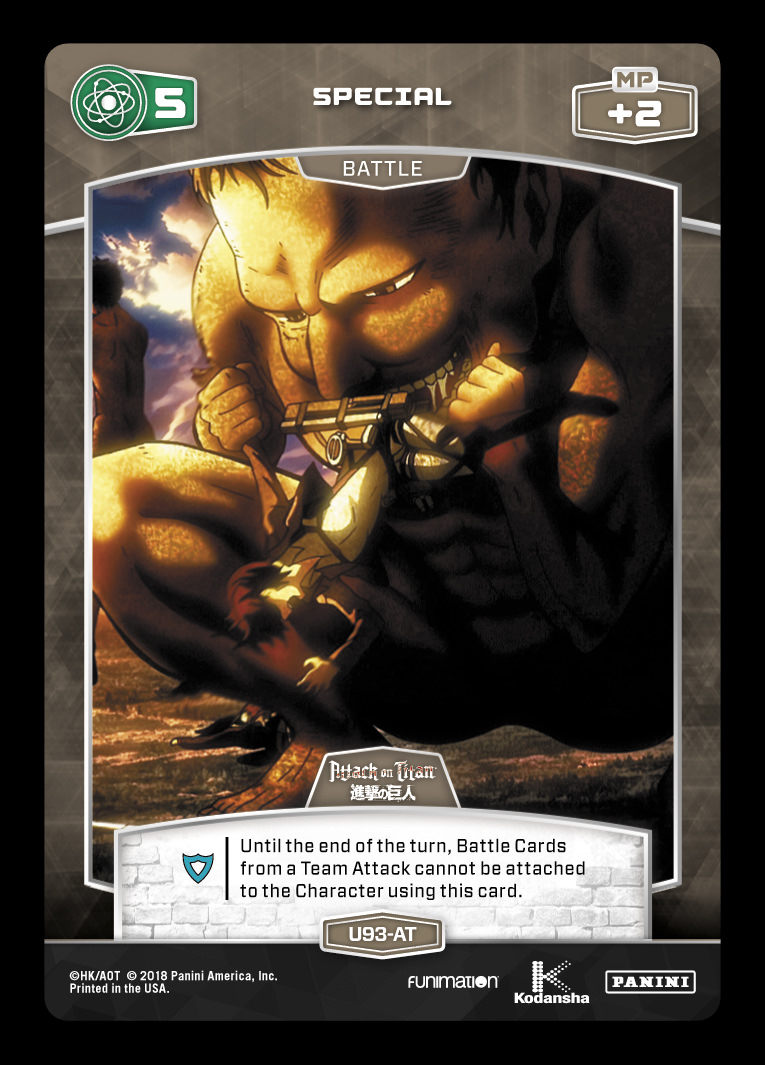 5
SPECIAL
MP
+2
BATTLE
Attack on Titan
進撃の巨人
Until the end of the turn, Battle Cards
from a Team Attack cannot be attached
to the Character using this card.
U93-AT
©HK/AOT © 2018 Panini America, Inc.
Printed in the USA.
FUNIMATION
Kodansha
PANINI